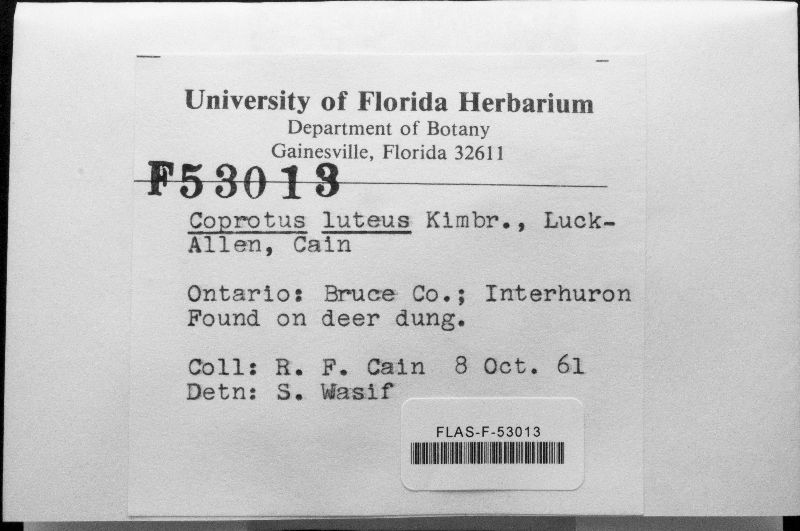 University of Florida Herbarium
Department of Botany
Gainesville, Florida 32611
F53013
Coprotus luteus Kimbr., Luck-
Allen, Cain
Ontario: Bruce Co.; Interhuron
Found on deer dung.
Coll: R. F. Cain 8 Oct. 61
Detn: S. Wasif
FLAS-F-53013